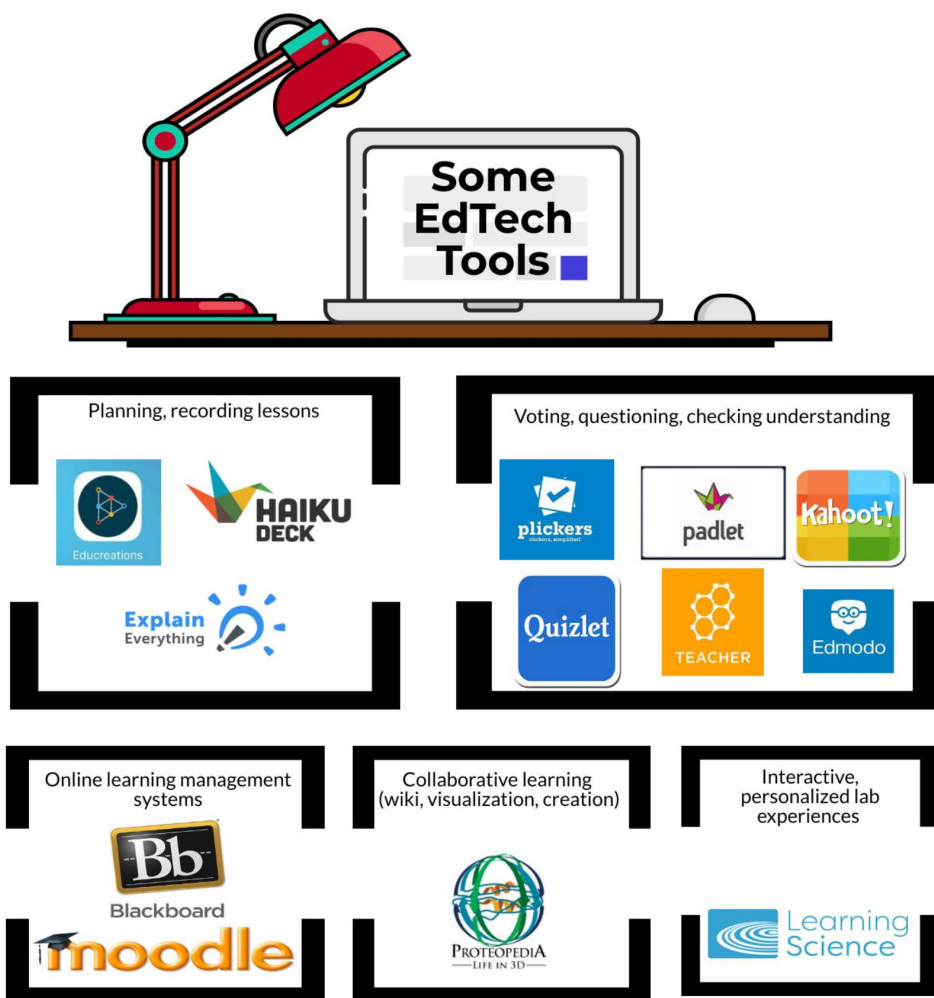 Some
EdTech
Tools
Planning, recording lessons
Educreations
HAIKU
DECK
Explain
Everything
Voting, questioning, checking understanding
plickers
clickers, simplified
padlet
Kahoot!
Quizlet
TEACHER
Edmodo
Online learning management
systems
Bb
Blackboard
moodle
Collaborative learning
(wiki, visualization, creation)
PROTEOPEDIA
LIFE IN 3D
Interactive,
personalized lab
experiences
Learning
Science